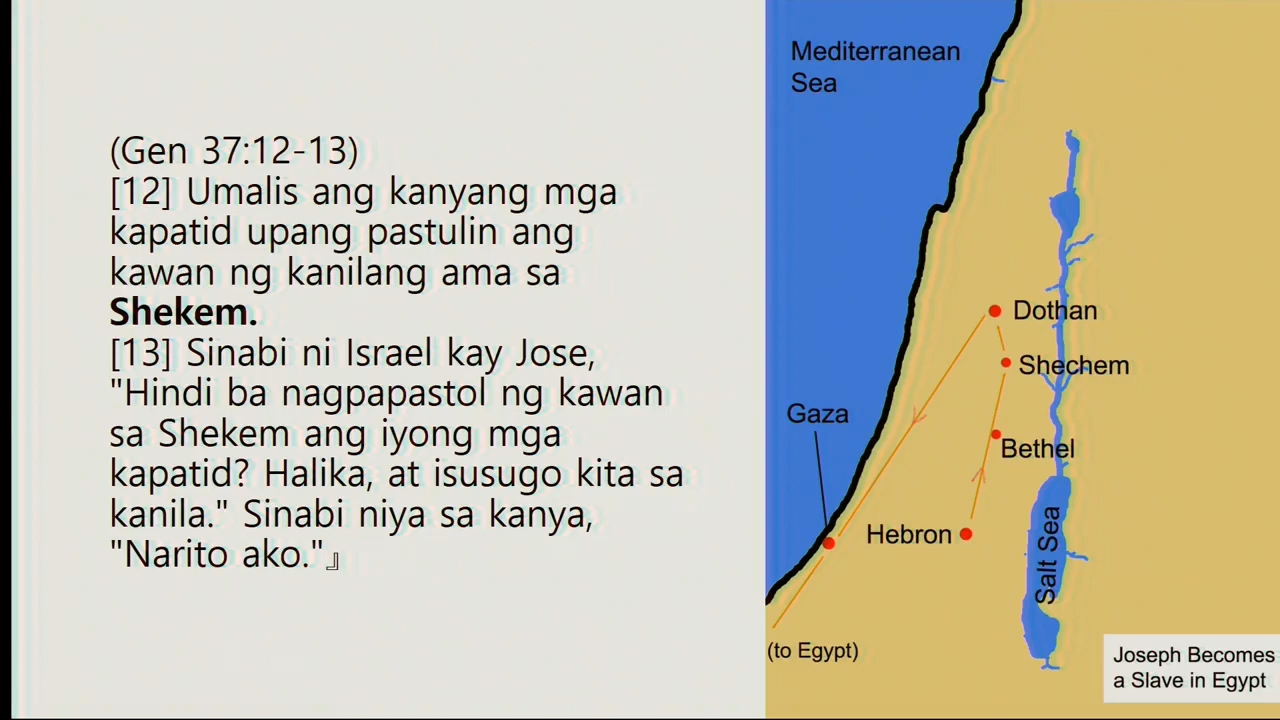 (Gen 37:12-13)
[12] Umalis ang kanyang mga
kapatid upang pastulin ang
kawan ng kanilang ama sa
Shekem.
[13] Sinabi ni Israel kay Jose,
"Hindi ba nagpapastol ng kawan
sa Shekem ang iyong mga
kapatid? Halika, at isusugo kita sa
kanila." Sinabi niya sa kanya,
"Narito ako."』
Mediterranean
Sea
Dothan
Shechem
Gaza
Bethel
Hebron
Salt Sea
(to Egypt)
Joseph Becomes
a Slave in Egypt